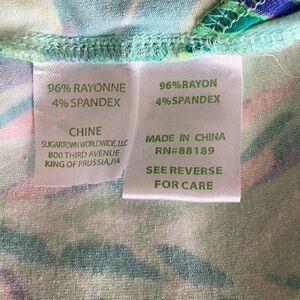 96% RAYONNE
4% SPANDEX
CHINE
SUGARTOWN WORLDWIDE, LLC
800 THIRD AVENUE
KING OF PRUSSIA, PA
96% RAYON
4% SPANDEX
MADE IN CHINA
RN#88189
SEE REVERSE
FOR CARE